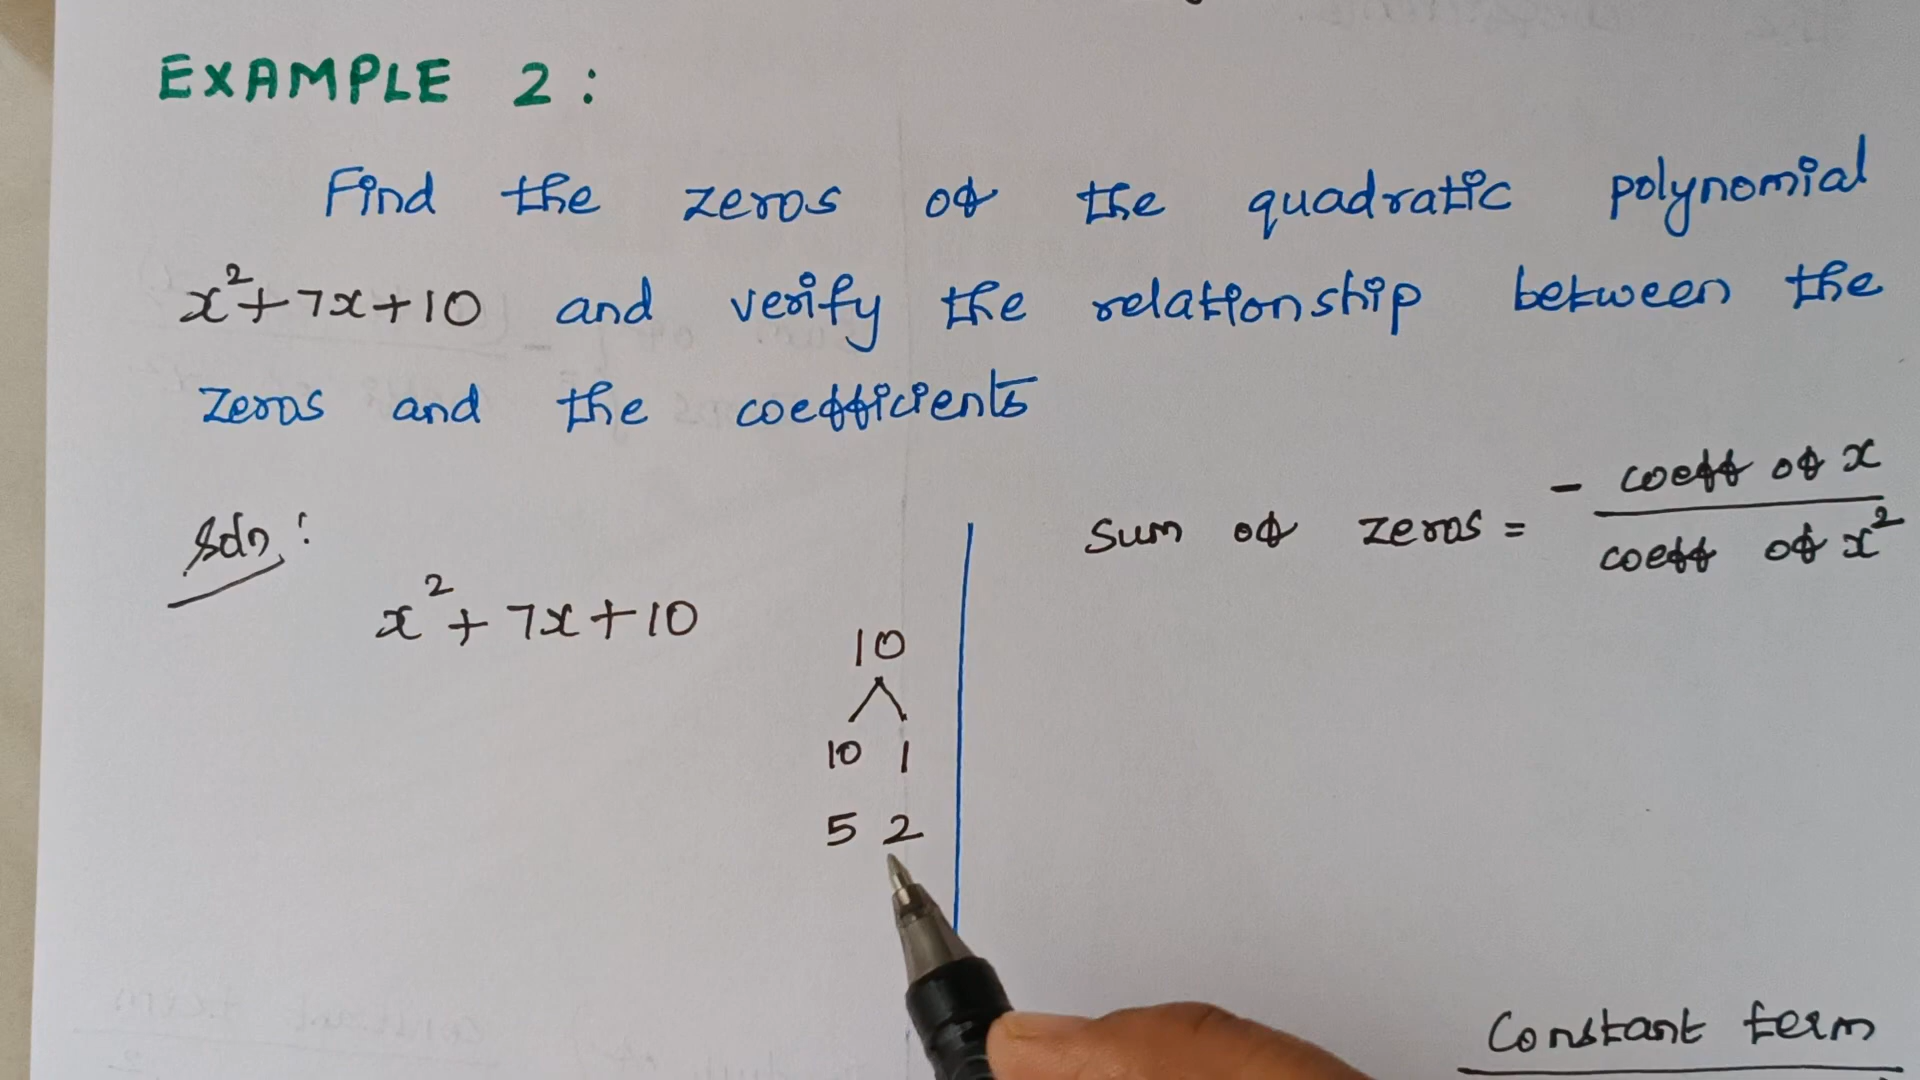 EXAMPLE 2 :
Find the zeros of the quadratic polynomial
x²+7x+10 and verify the relationship between the
zeros and the coefficients
Soln :
x²+7x+10
10
10 1
5 2
Sum of zeros = - coeff of x / coeff of x²
Constant term